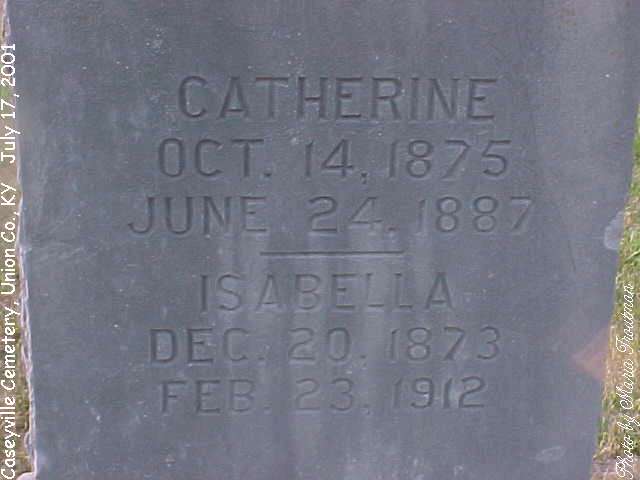 CATHERINE
OCT. 14, 1875
JUNE 24, 1887
ISABELLA
DEC. 20, 1873
FEB. 23, 1912
Caseyville Cemetery, Union Co., KY July 17, 2001
Photo by Maria Troutman